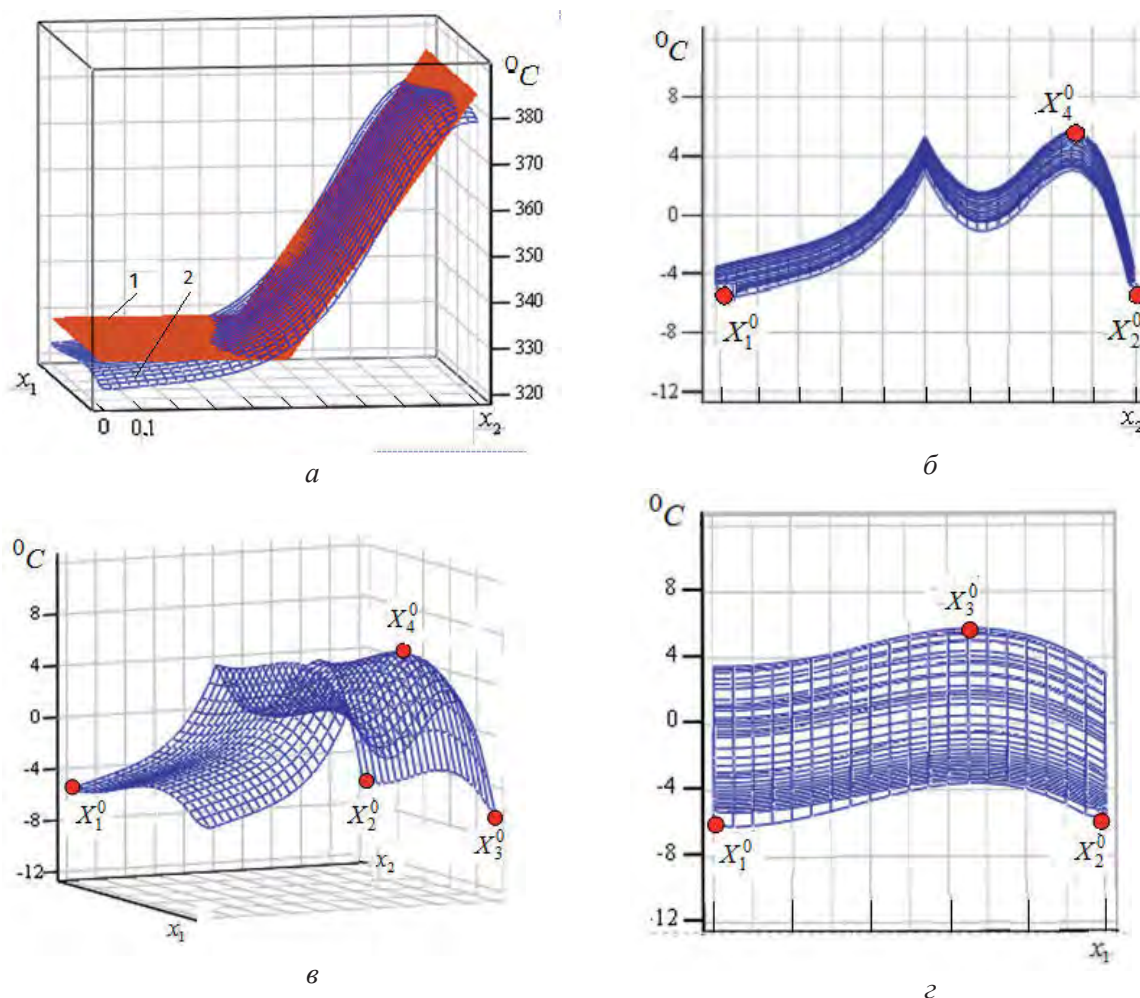 ⁰C
380
370
360
350
340
330
320
1
2
x₁
0 0,1
x₂
а
⁰C
8
4
0
-4
-8
-12
X₄⁰
X₁⁰
X₂⁰
x₂
б
⁰C
8
4
0
-4
-8
-12
X₄⁰
X₁⁰
X₂⁰
X₃⁰
x₂
x₁
в
⁰C
8
4
0
-4
-8
-12
X₃⁰
X₁⁰
X₂⁰
x₁
г